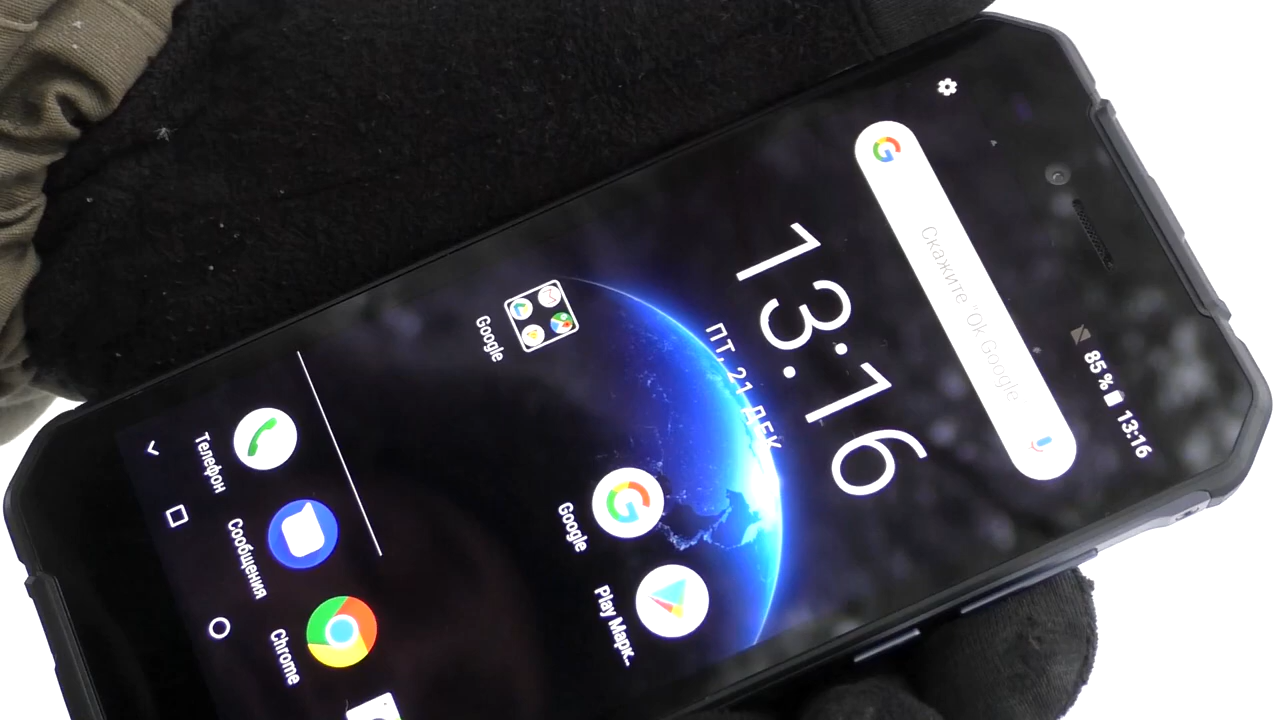 85 % 13:16
Скажите "Ok Google"
13:16
ПТ, 21 ДЕК.
Google
Google
Play Марк..
Телефон
Сообщения
Chrome